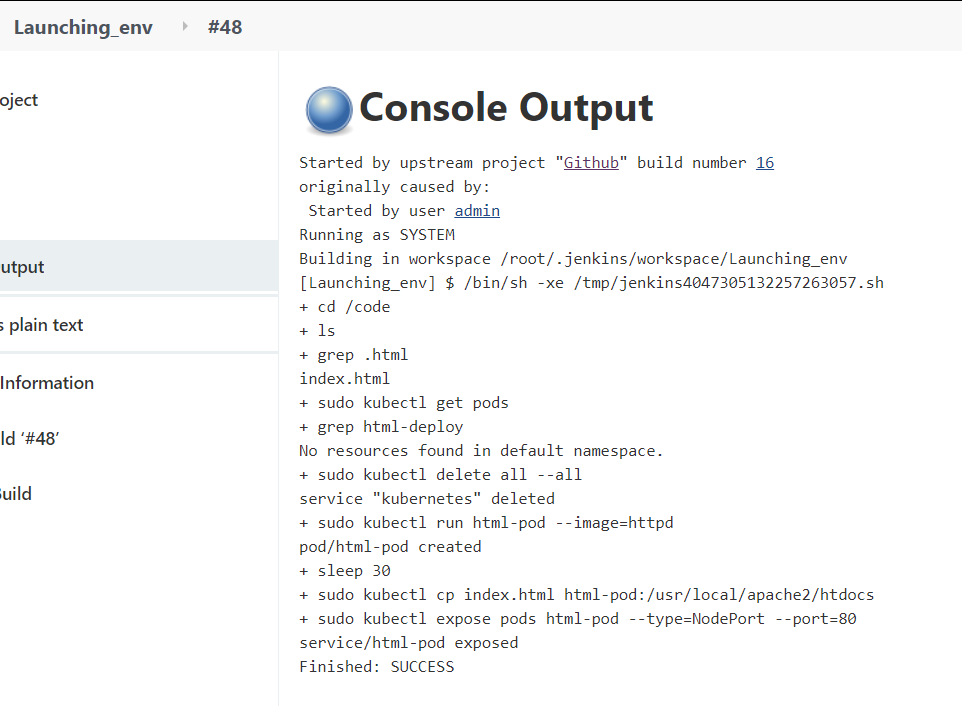 Launching_env #48
oject
utput
s plain text
Information
ld ‘#48’
Build
Console Output
Started by upstream project "Github" build number 16
originally caused by:
 Started by user admin
Running as SYSTEM
Building in workspace /root/.jenkins/workspace/Launching_env
[Launching_env] $ /bin/sh -xe /tmp/jenkins4047305132257263057.sh
+ cd /code
+ ls
+ grep .html
index.html
+ sudo kubectl get pods
+ grep html-deploy
No resources found in default namespace.
+ sudo kubectl delete all --all
service "kubernetes" deleted
+ sudo kubectl run html-pod --image=httpd
pod/html-pod created
+ sleep 30
+ sudo kubectl cp index.html html-pod:/usr/local/apache2/htdocs
+ sudo kubectl expose pods html-pod --type=NodePort --port=80
service/html-pod exposed
Finished: SUCCESS